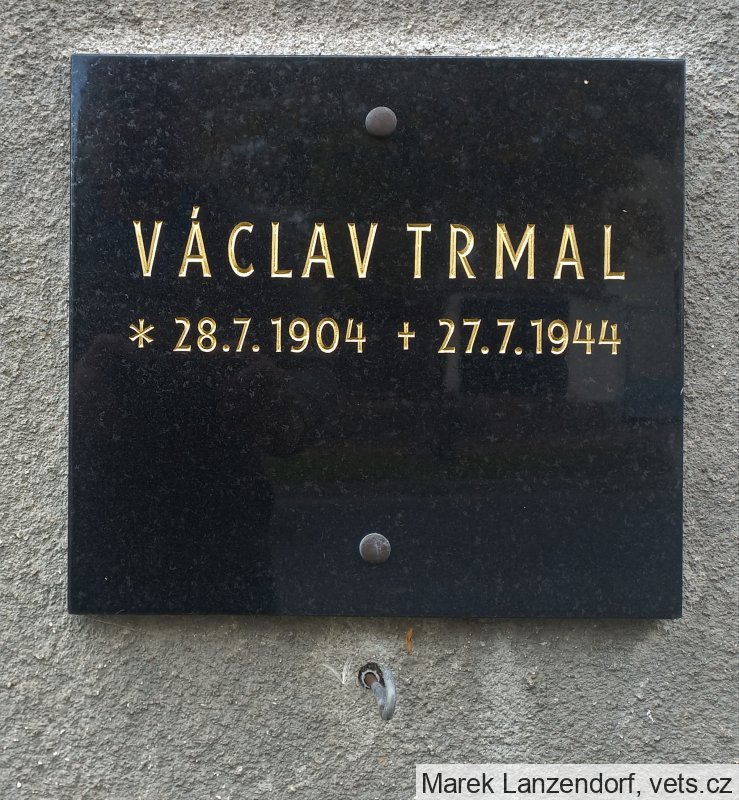 VÁCLAV TRMAL
* 28.7.1904 ✝ 27.7.1944
Marek Lanzendorf, vets.cz